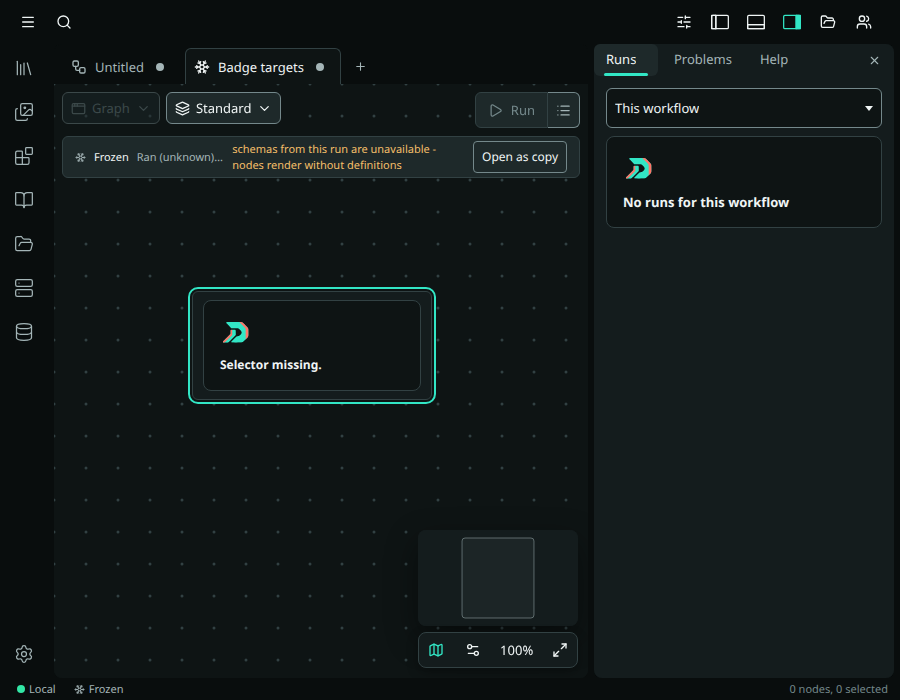 Untitled
Badge targets
Runs
Problems
Help
Graph
Standard
Run
This workflow
Frozen
Ran (unknown)...
schemas from this run are unavailable -
nodes render without definitions
Open as copy
No runs for this workflow
Selector missing.
100%
Local
Frozen
0 nodes, 0 selected